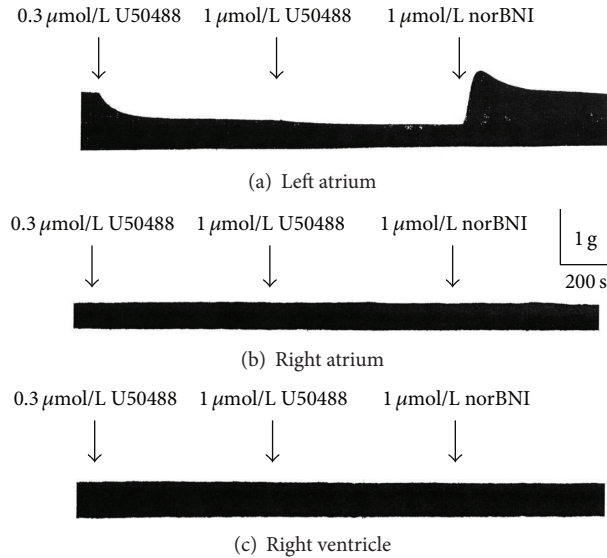 0.3 μmol/L U50488 1 μmol/L U50488 1 μmol/L norBNI
(a) Left atrium
0.3 μmol/L U50488 1 μmol/L U50488 1 μmol/L norBNI
1 g
200 s
(b) Right atrium
0.3 μmol/L U50488 1 μmol/L U50488 1 μmol/L norBNI
(c) Right ventricle